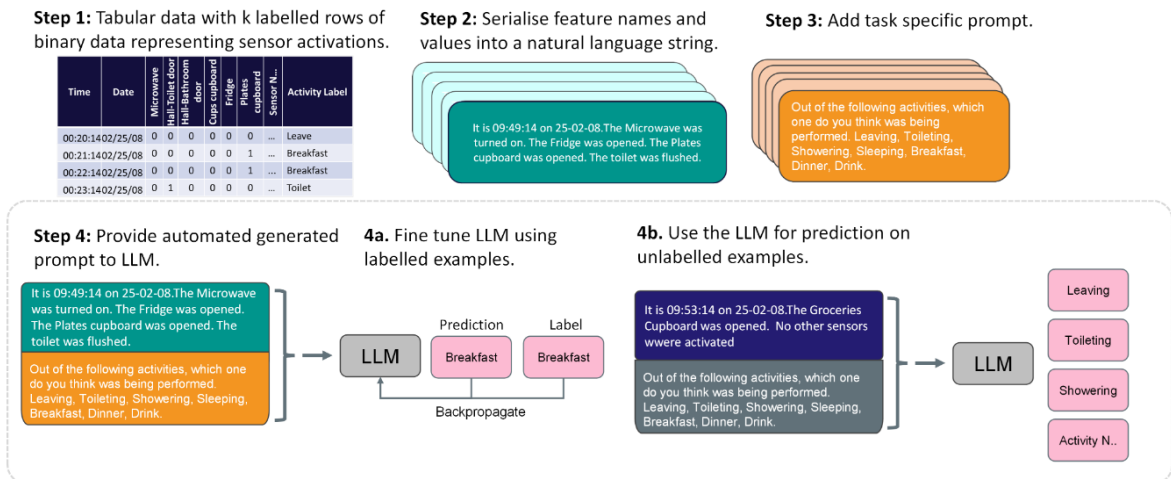 Step 1: Tabular data with k labelled rows of
binary data representing sensor activations.
Time Date Microwave Hall-Toilet door Hall-Bathroom door Cups cupboard Fridge Plates cupboard Sensor N... Activity Label
00:20:14 02/25/08 0 0 0 0 0 0 ... Leave
00:21:14 02/25/08 0 0 0 0 0 1 ... Breakfast
00:22:14 02/25/08 0 0 0 0 0 1 ... Breakfast
00:23:14 02/25/08 0 1 0 0 0 0 ... Toilet
Step 2: Serialise feature names and
values into a natural language string.
It is 09:49:14 on 25-02-08.The Microwave was
turned on. The Fridge was opened. The Plates
cupboard was opened. The toilet was flushed.
Step 3: Add task specific prompt.
Out of the following activities, which
one do you think was being
performed. Leaving, Toileting,
Showering, Sleeping, Breakfast,
Dinner, Drink.
Step 4: Provide automated generated
prompt to LLM.
It is 09:49:14 on 25-02-08.The Microwave
was turned on. The Fridge was opened.
The Plates cupboard was opened. The
toilet was flushed.
Out of the following activities, which one
do you think was being performed.
Leaving, Toileting, Showering, Sleeping,
Breakfast, Dinner, Drink.
4a. Fine tune LLM using
labelled examples.
Prediction Label
LLM Breakfast Breakfast
Backpropagate
4b. Use the LLM for prediction on
unlabelled examples.
It is 09:53:14 on 25-02-08.The Groceries
Cupboard was opened. No other sensors
wwere activated
Out of the following activities, which one
do you think was being performed.
Leaving, Toileting, Showering, Sleeping,
Breakfast, Dinner, Drink.
LLM
Leaving
Toileting
Showering
Activity N..